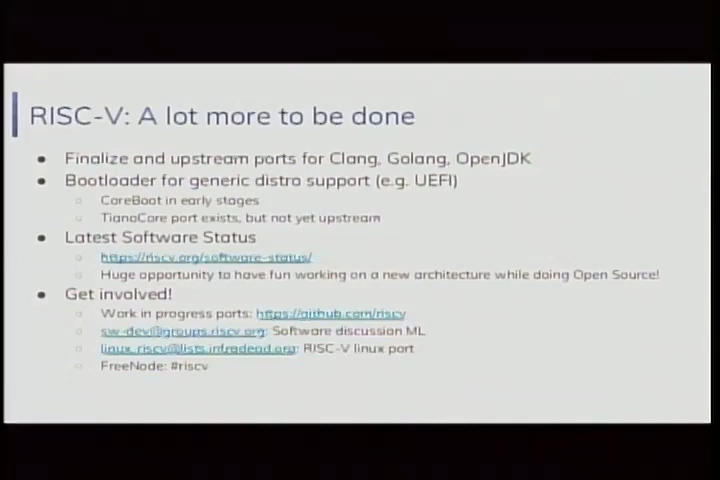 RISC-V: A lot more to be done
● Finalize and upstream ports for Clang, Golang, OpenJDK
● Bootloader for generic distro support (e.g. UEFI)
○ CoreBoot in early stages
○ TianoCore port exists, but not yet upstream
● Latest Software Status
○ https://riscv.org/software-status/
○ Huge opportunity to have fun working on a new architecture while doing Open Source!
● Get involved!
○ Work in progress ports: https://github.com/riscv
○ sw-dev@groups.riscv.org: Software discussion ML
○ linux-riscv@lists.infradead.org: RISC-V linux port
○ FreeNode: #riscv